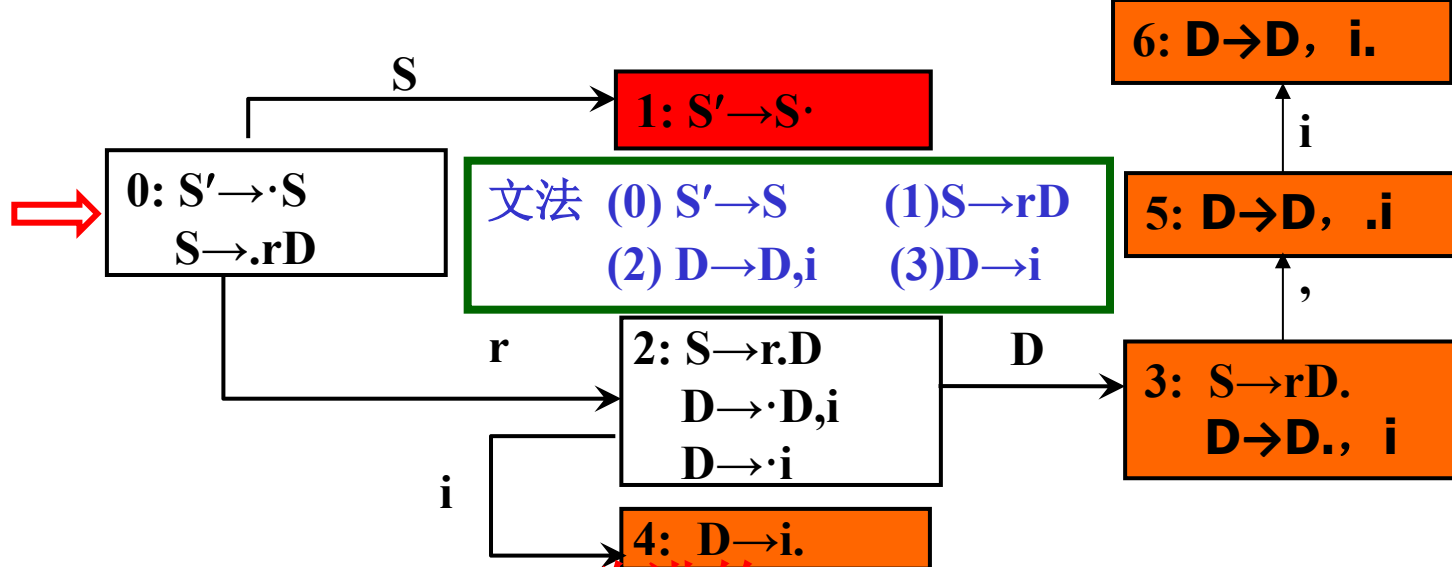 S
1: S′→S·
0: S′→·S
S→.rD
文法 (0) S′→S (1)S→rD
(2) D→D,i (3)D→i
6: D→D, i.
i
5: D→D, .i
,
r
2: S→r.D
D→·D,i
D→·i
D
3: S→rD.
D→D., i
i
4: D→i.